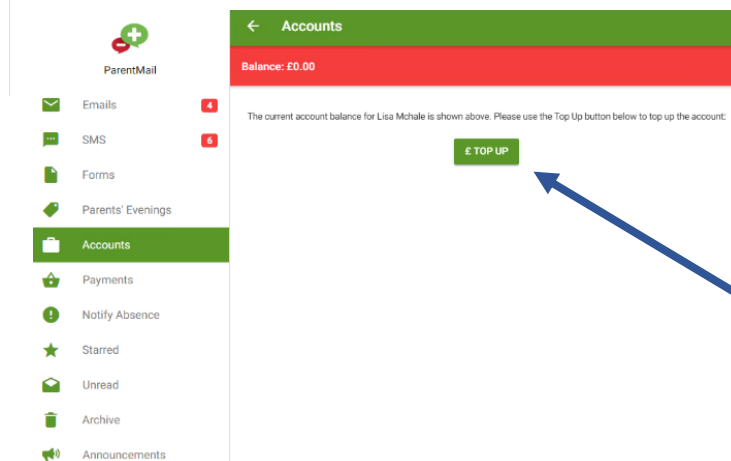 ParentMail
Emails 4
SMS 6
Forms
Parents' Evenings
Accounts
Payments
Notify Absence
Starred
Unread
Archive
Announcements
Accounts
Balance: £0.00
The current account balance for Lisa Mchale is shown above. Please use the Top Up button below to top up the account:
£ TOP UP